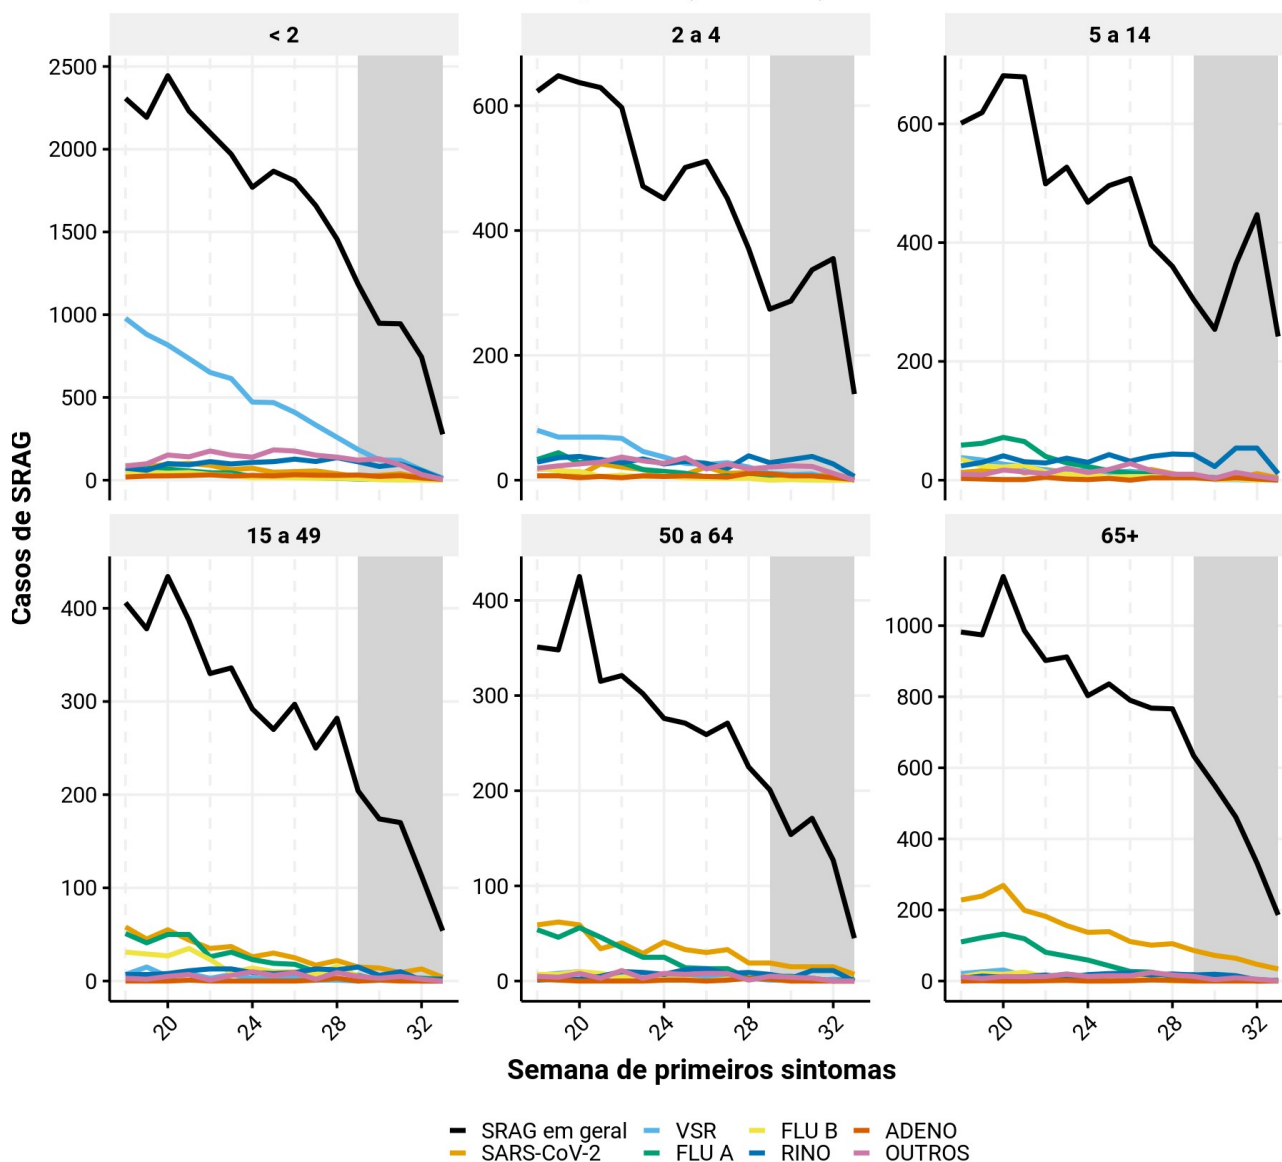 < 2
2 a 4
5 a 14
2500
2000
1500
1000
500
0
600
400
200
0
600
400
200
0
Casos de SRAG
15 a 49
50 a 64
65+
400
300
200
100
0
400
300
200
100
0
1000
800
600
400
200
0
20 24 28 32
20 24 28 32
20 24 28 32
Semana de primeiros sintomas
SRAG em geral VSR FLU B ADENO
SARS-CoV-2 FLU A RINO OUTROS